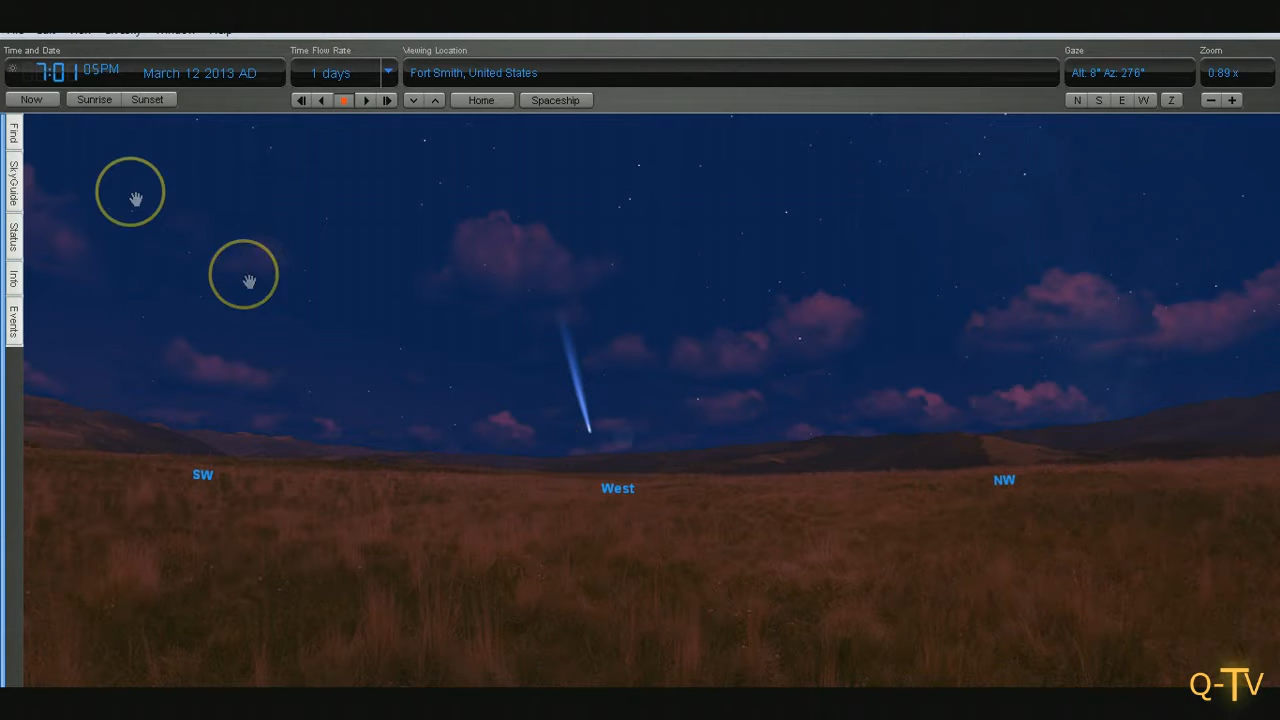 Time and Date
Time Flow Rate
Viewing Location
Gaze
Zoom
7:01 05PM March 12 2013 AD
1 days
Fort Smith, United States
Alt: 8° Az: 276°
0.89 x
Now
Sunrise
Sunset
Home
Spaceship
N
S
E
W
Z
Find
SkyGuide
Status
Info
Events
SW
West
NW
Q-TV